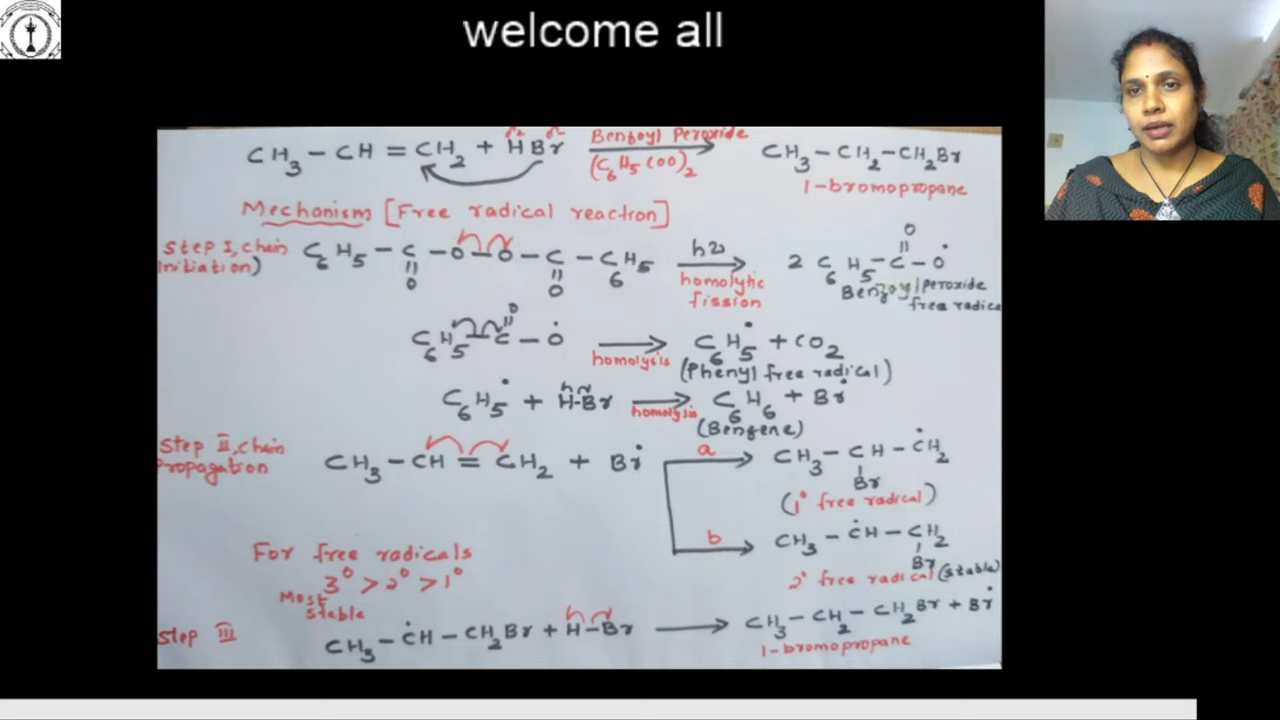 welcome all
CH3 – CH = CH2 + HBr Benzoyl Peroxide (C6H5COO)2 → CH3 – CH2 – CH2Br
δ+ δ-
1-bromopropane
Mechanism [Free radical reaction]
Step I, chain initiation) C6H5 – C – O – O – C – C6H5 hν → 2 C6H5 – C – O•
|| O || O homolytic fission O ||
Benzoyl peroxide free radica
C6H5 – C – O• → C6H5• + CO2
O || homolysis (Phenyl free radical)
C6H5• + H-Br → C6H6 + Br•
homolysis (Benzene)
Step II, chain Propagation CH3 – CH = CH2 + Br• a → CH3 – CH – ĊH2
Br
(1° free radical)
b → CH3 – ĊH – CH2
Br
2° free radical (stable)
For free radicals
3° > 2° > 1°
Most stable
Step III CH3 – ĊH – CH2Br + H – Br → CH3 – CH2 – CH2Br + Br•
1-bromopropane